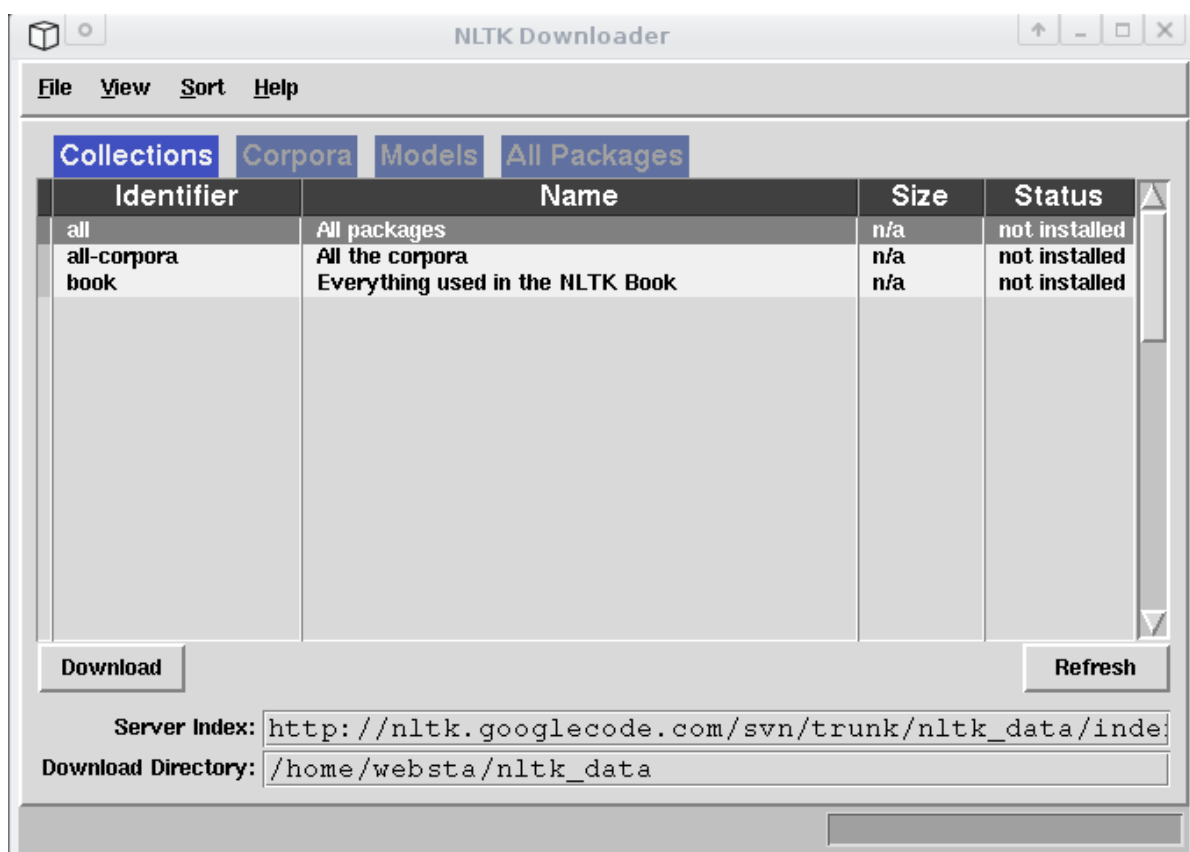 NLTK Downloader
File View Sort Help
Collections Corpora Models All Packages
Identifier Name Size Status
all All packages n/a not installed
all-corpora All the corpora n/a not installed
book Everything used in the NLTK Book n/a not installed
Download Refresh
Server Index: http://nltk.googlecode.com/svn/trunk/nltk_data/inde
Download Directory: /home/websta/nltk_data